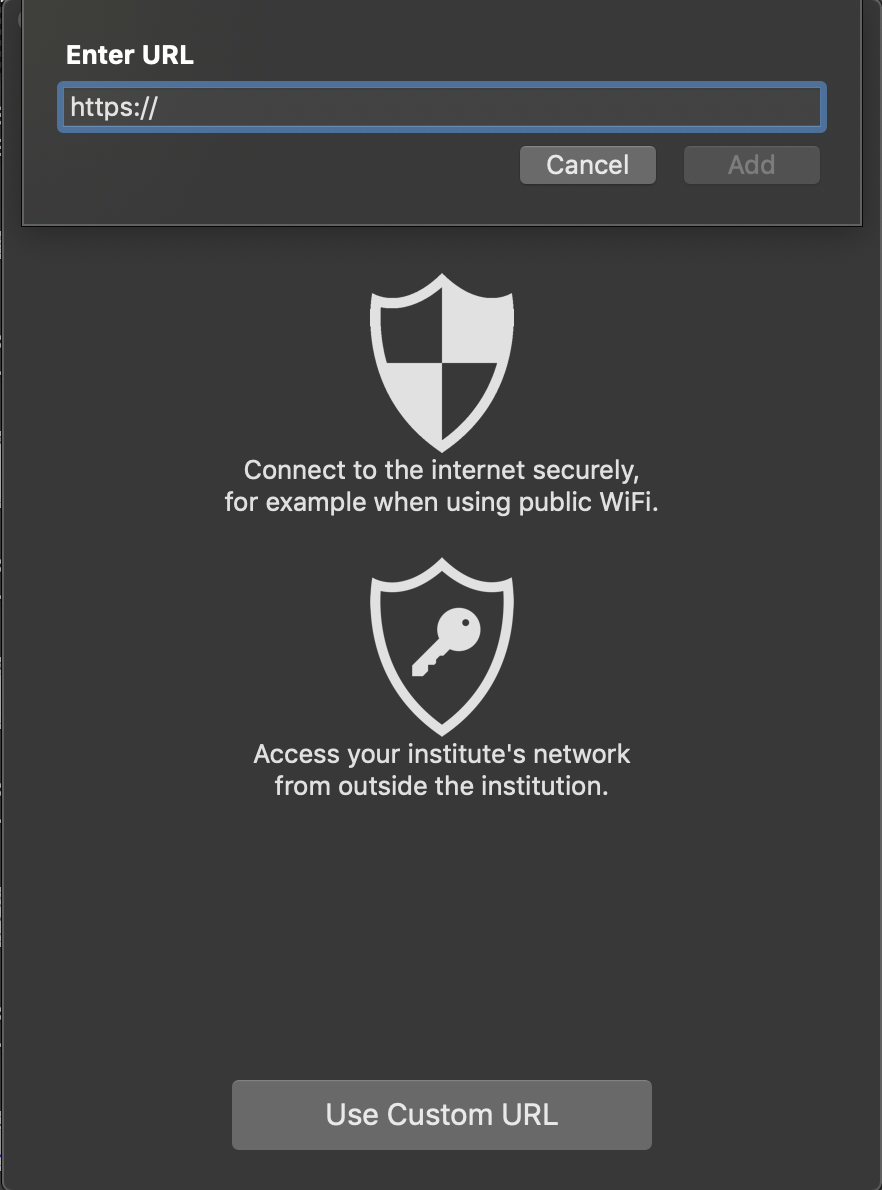 Enter URL
https://
Cancel
Add
Connect to the internet securely,
for example when using public WiFi.
Access your institute's network
from outside the institution.
Use Custom URL